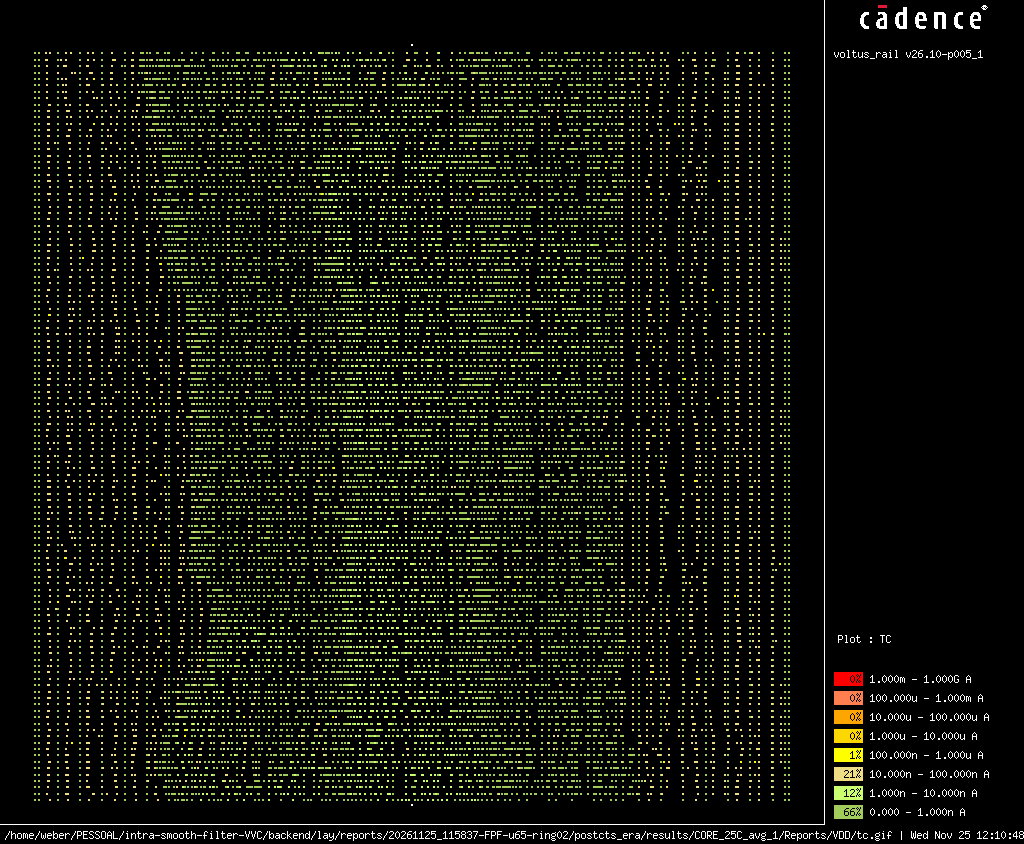 cādence®
voltus_rail v26.10-p005_1
Plot : TC
0% 1.000m - 1.000G A
0% 100.000u - 1.000m A
0% 10.000u - 100.000u A
0% 1.000u - 10.000u A
1% 100.000n - 1.000u A
21% 10.000n - 100.000n A
12% 1.000n - 10.000n A
66% 0.000 - 1.000n A
/home/weber/PESSOAL/intra-smooth-filter-VVC/backend/lay/reports/20261125_115837-FPF-u65-ring02/postcts_era/results/CORE_25C_avg_1/Reports/VDD/tc.gif | Wed Nov 25 12:10:48